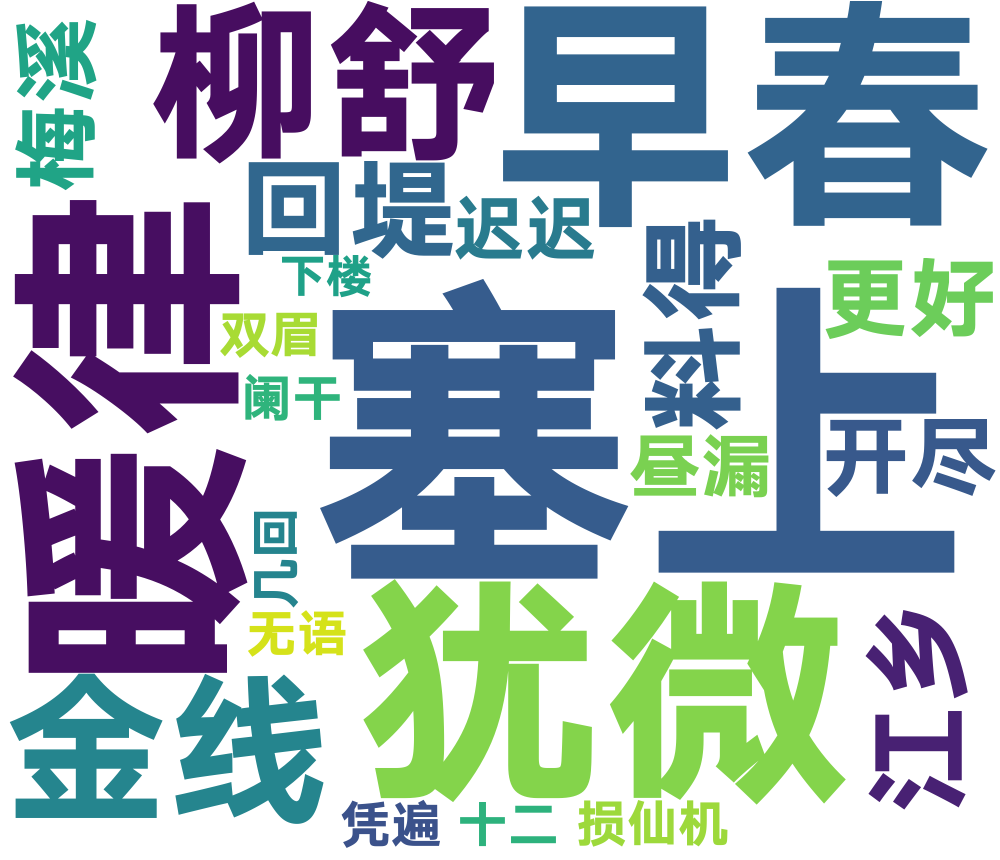 梅溪
柳舒
早春
回堤
迟迟
下楼
律暖
双眉
阑干
料得
更好
塞上
昼漏
开尽
几回
无语
犹微
江乡
金线
凭遍
十二
损仙机